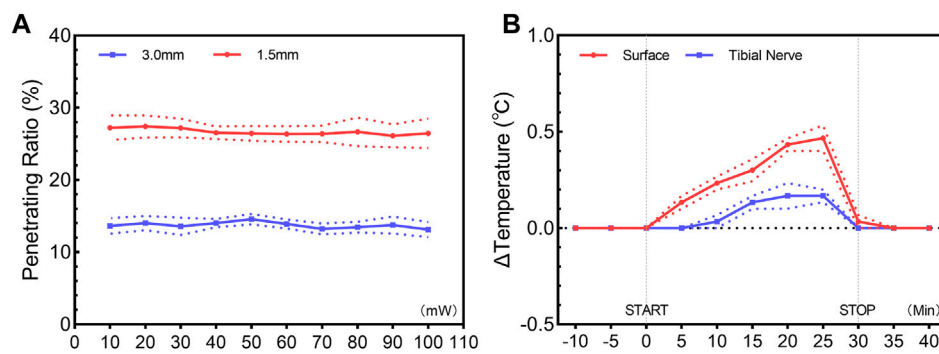 A
40
30
20
10
0
Penetrating Ratio (%)
3.0mm 1.5mm
(mW)
0 10 20 30 40 50 60 70 80 90 100 110
B
1.0
0.5
0.0
-0.5
ΔTemperature (℃)
Surface Tibial Nerve
START STOP (Min)
-10 -5 0 5 10 15 20 25 30 35 40